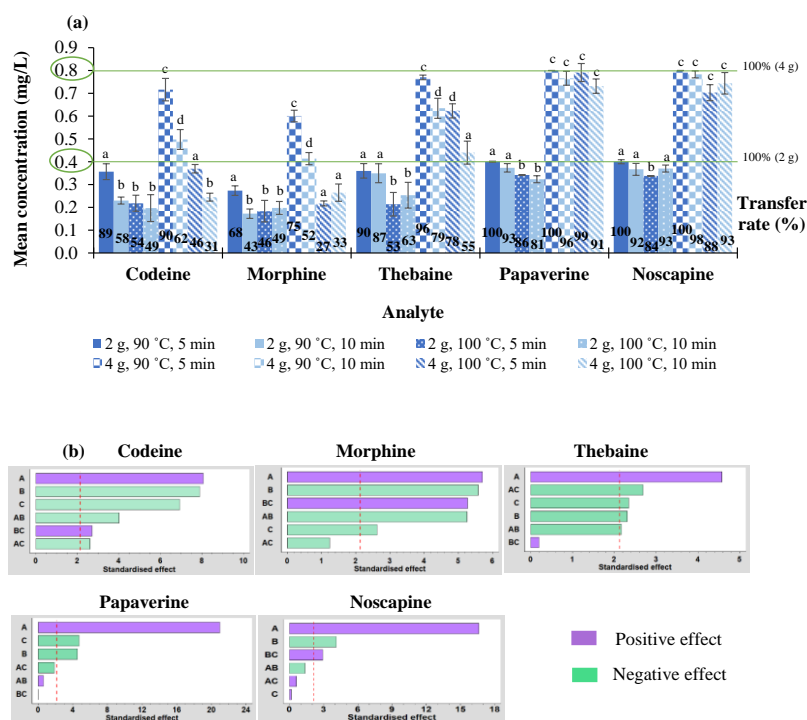 (a)
Mean concentration (mg/L)
0.9
0.8
0.7
0.6
0.5
0.4
0.3
0.2
0.1
0.0
100% (4 g)
100% (2 g)
Transfer
rate (%)
a b b b c d a b
a b b b c d a a
a a b b c d d a
a a b b c c c c
a a b a c c c c
89 58 54 49 90 62 46 31
68 43 46 49 75 52 27 33
90 87 53 63 96 79 78 55
100 93 86 81 100 96 99 91
100 92 84 93 100 98 88 93
Codeine Morphine Thebaine Papaverine Noscapine
Analyte
2 g, 90 ˚C, 5 min 2 g, 90 ˚C, 10 min 2 g, 100 ˚C, 5 min 2 g, 100 ˚C, 10 min
4 g, 90 ˚C, 5 min 4 g, 90 ˚C, 10 min 4 g, 100 ˚C, 5 min 4 g, 100 ˚C, 10 min
(b) Codeine
A
B
C
AB
BC
AC
0 2 4 6 8 10
Standardised effect
Morphine
A
B
BC
AB
C
AC
0 1 2 3 4 5 6
Standardised effect
Thebaine
A
AC
C
B
AB
BC
0 1 2 3 4 5
Standardised effect
Papaverine
A
C
B
AC
AB
BC
0 4 8 12 16 20 24
Standardised effect
Noscapine
A
B
BC
AB
AC
C
0 3 6 9 12 15 18
Standardised effect
Positive effect
Negative effect